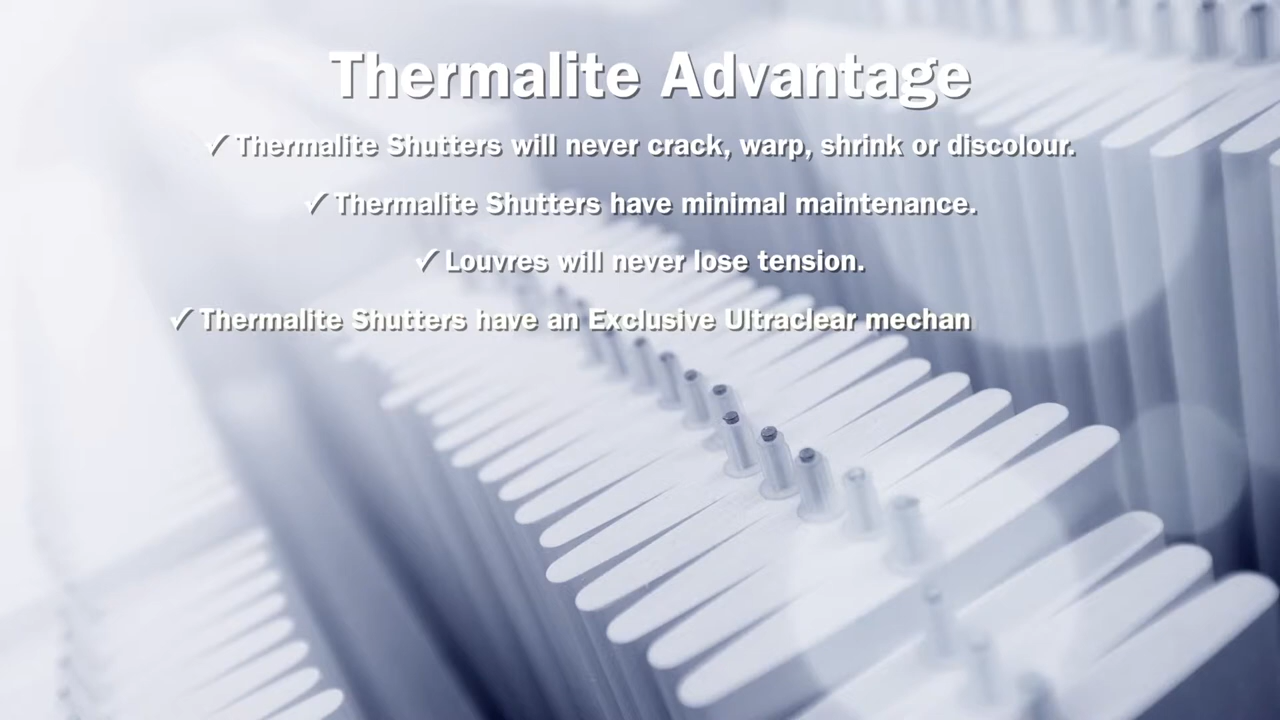 Thermalite Advantage
✓ Thermalite Shutters will never crack, warp, shrink or discolour.
✓ Thermalite Shutters have minimal maintenance.
✓ Louvres will never lose tension.
✓ Thermalite Shutters have an Exclusive Ultraclear mechan